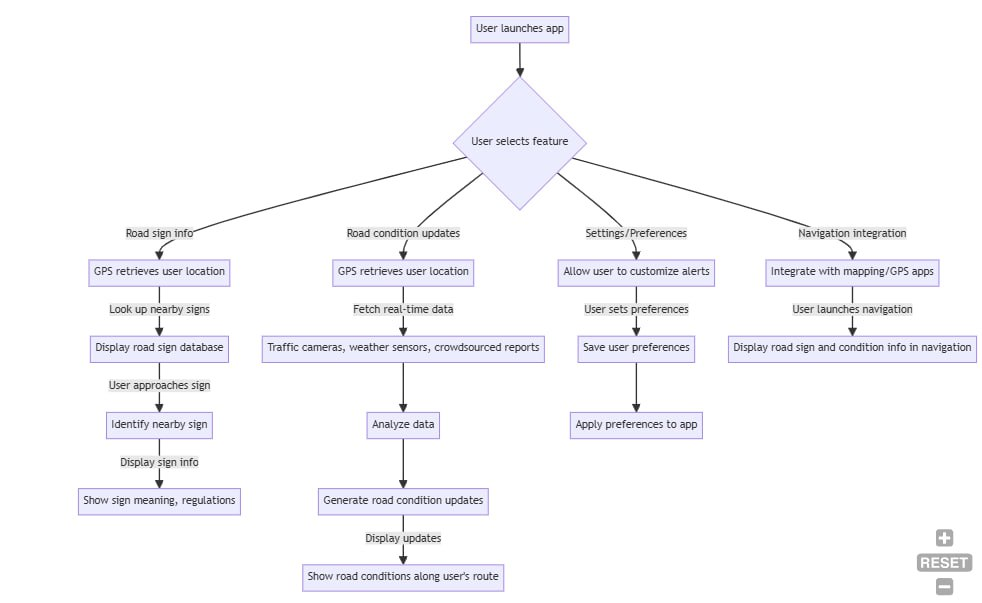 User launches app
User selects feature
Road sign info
Road condition updates
Settings/Preferences
Navigation integration
GPS retrieves user location
GPS retrieves user location
Allow user to customize alerts
Integrate with mapping/GPS apps
Look up nearby signs
Fetch real-time data
User sets preferences
User launches navigation
Display road sign database
Traffic cameras, weather sensors, crowdsourced reports
Save user preferences
Display road sign and condition info in navigation
User approaches sign
Identify nearby sign
Analyze data
Apply preferences to app
Display sign info
Show sign meaning, regulations
Generate road condition updates
Display updates
Show road conditions along user's route
RESET